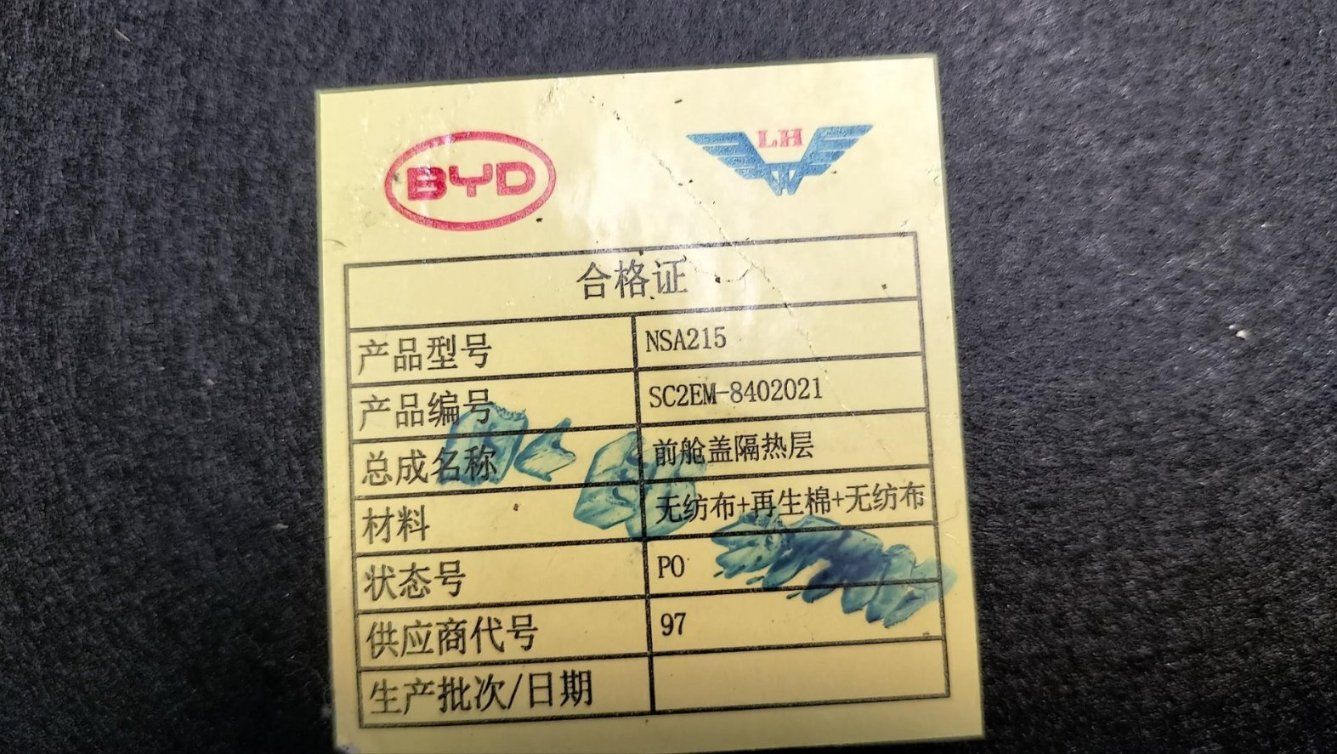 BYD LH
合格证
产品型号 NSA215
产品编号 SC2EM-8402021
总成名称 前舱盖隔热层
材料 无纺布+再生棉+无纺布
状态号 PO
供应商代号 97
生产批次/日期